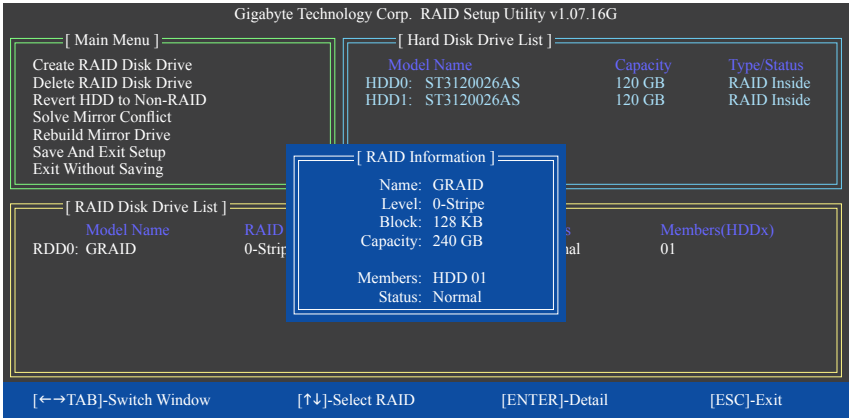 Gigabyte Technology Corp. RAID Setup Utility v1.07.16G
[ Main Menu ]
Create RAID Disk Drive
Delete RAID Disk Drive
Revert HDD to Non-RAID
Solve Mirror Conflict
Rebuild Mirror Drive
Save And Exit Setup
Exit Without Saving
[ Hard Disk Drive List ]
Model Name Capacity Type/Status
HDD0: ST3120026AS 120 GB RAID Inside
HDD1: ST3120026AS 120 GB RAID Inside
[ RAID Information ]
Name: GRAID
Level: 0-Stripe
Block: 128 KB
Capacity: 240 GB
Members: HDD 01
Status: Normal
[ RAID Disk Drive List ]
Model Name RAID Members(HDDx)
RDD0: GRAID 0-Strip 01
[←→TAB]-Switch Window [↑↓]-Select RAID [ENTER]-Detail [ESC]-Exit